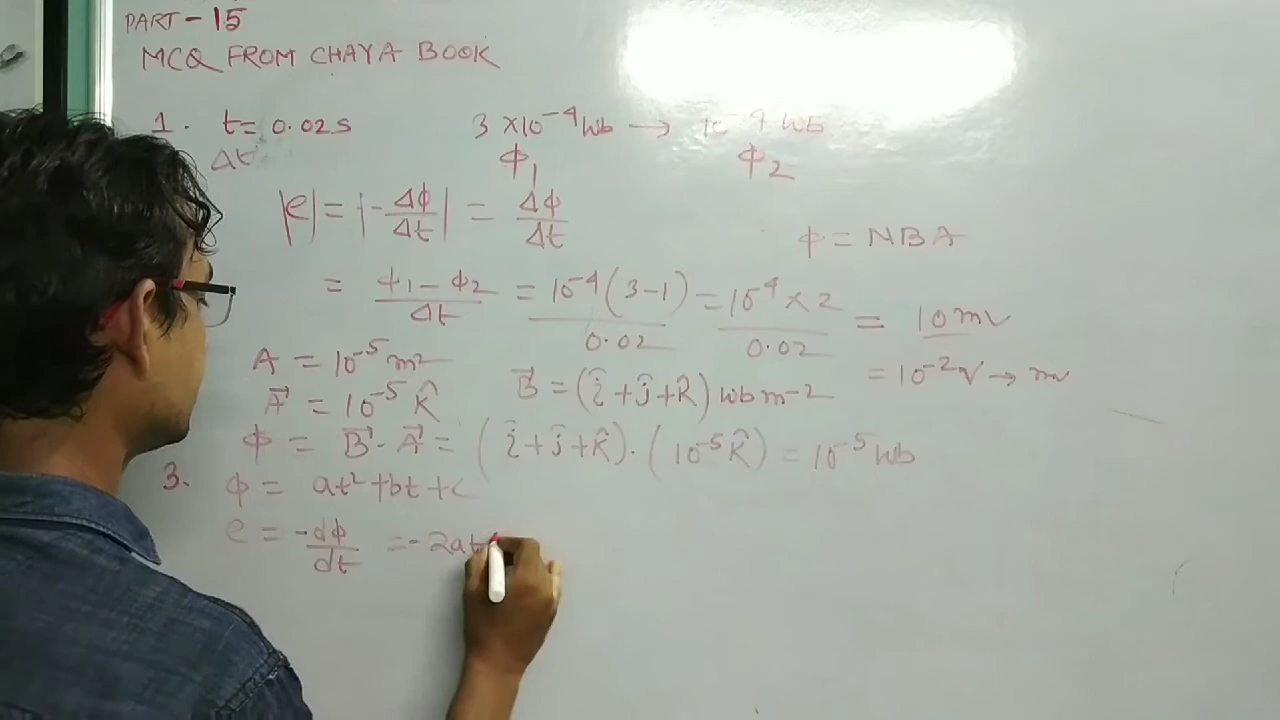 PART - 15
MCQ FROM CHAYA BOOK
1. t = 0.02 s 3 × 10⁻⁴ Wb → 10⁻⁴ Wb
Δt ϕ₁ ϕ₂
|e| = |-Δϕ/Δt| = Δϕ/Δt
ϕ = NBA
= (ϕ₁ - ϕ₂)/Δt = 10⁻⁴(3-1)/0.02 = 10⁻⁴ × 2/0.02 = 10 mv
= 10⁻² V → mv
A = 10⁻⁵ m²
A⃗ = 10⁻⁵ k̂ B⃗ = (î + ĵ + k̂) wb m-2
ϕ = B⃗ · A⃗ = (î + ĵ + k̂) · (10⁻⁵ k̂) = 10⁻⁵ Wb
3. ϕ = at² + bt + c
e = -dϕ/dt = - 2at